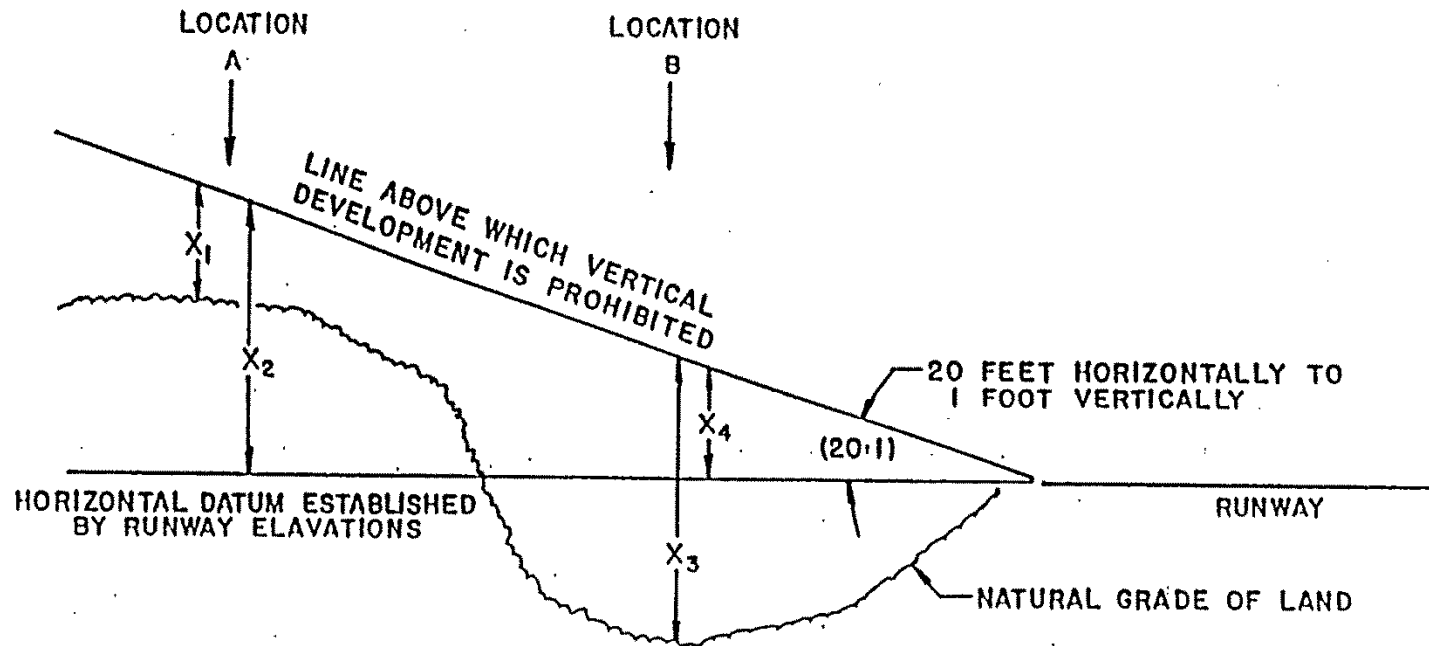 LOCATION
A
LOCATION
B
LINE ABOVE WHICH VERTICAL
DEVELOPMENT IS PROHIBITED
X1
X2
20 FEET HORIZONTALLY TO
1 FOOT VERTICALLY
X4
(20:1)
HORIZONTAL DATUM ESTABLISHED
BY RUNWAY ELAVATIONS
RUNWAY
X3
NATURAL GRADE OF LAND